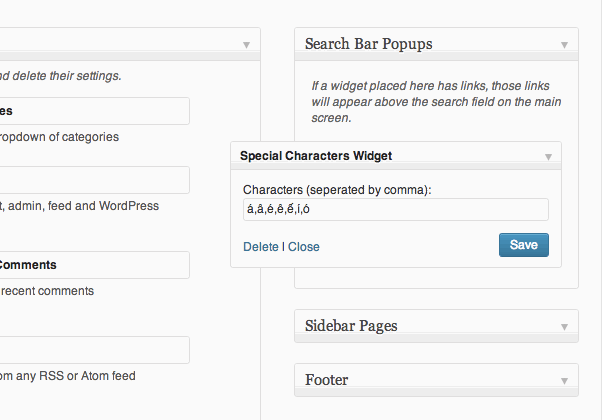 nd delete their settings.
es
ropdown of categories
t, admin, feed and WordPress
Comments
recent comments
om any RSS or Atom feed
Search Bar Popups
If a widget placed here has links, those links
will appear above the search field on the main
screen.
Special Characters Widget
Characters (seperated by comma):
â,â,é,ê,ế,í,ó
Delete | Close
Save
Sidebar Pages
Footer